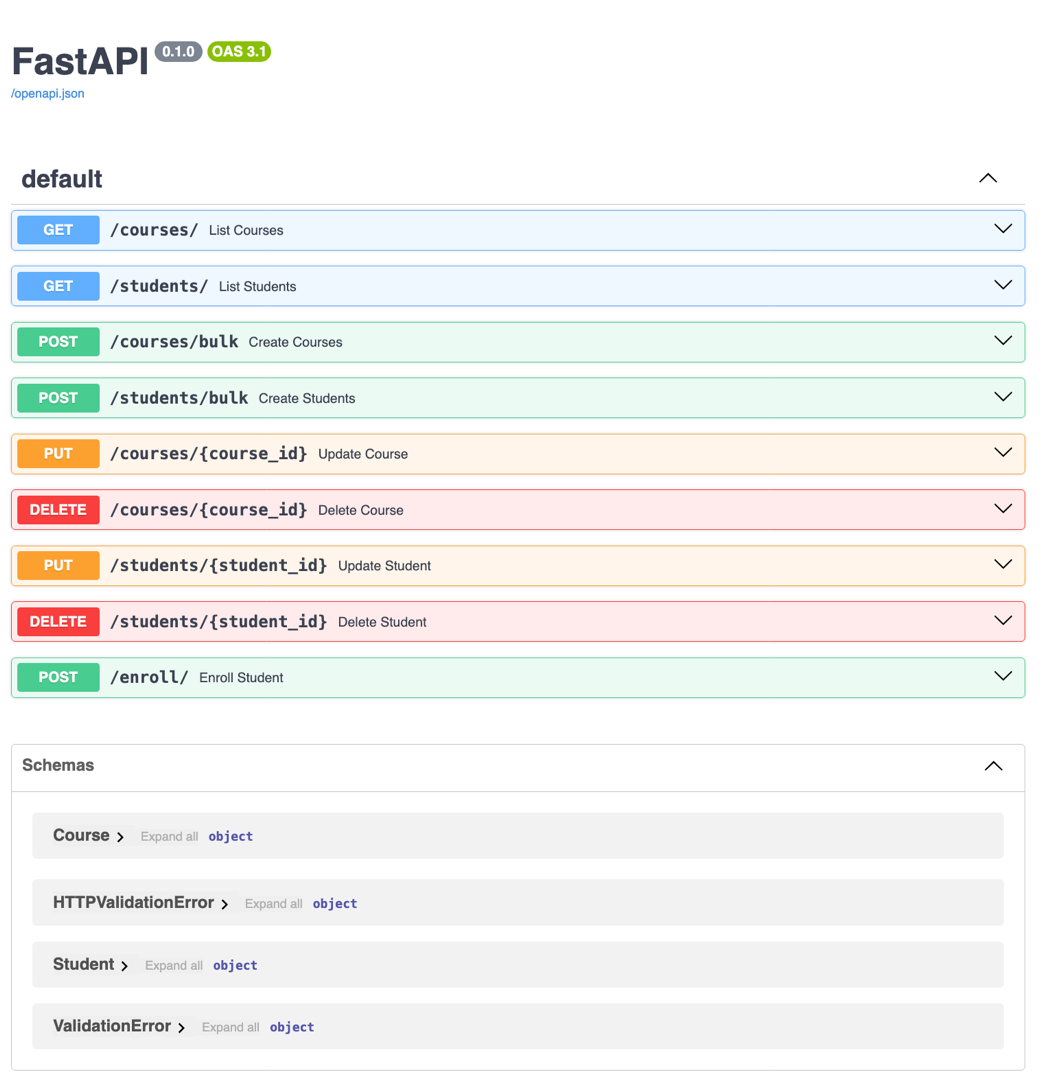 FastAPI 0.1.0 OAS 3.1
/openapi.json
default
GET /courses/ List Courses
GET /students/ List Students
POST /courses/bulk Create Courses
POST /students/bulk Create Students
PUT /courses/{course_id} Update Course
DELETE /courses/{course_id} Delete Course
PUT /students/{student_id} Update Student
DELETE /students/{student_id} Delete Student
POST /enroll/ Enroll Student
Schemas
Course Expand all object
HTTPValidationError Expand all object
Student Expand all object
ValidationError Expand all object